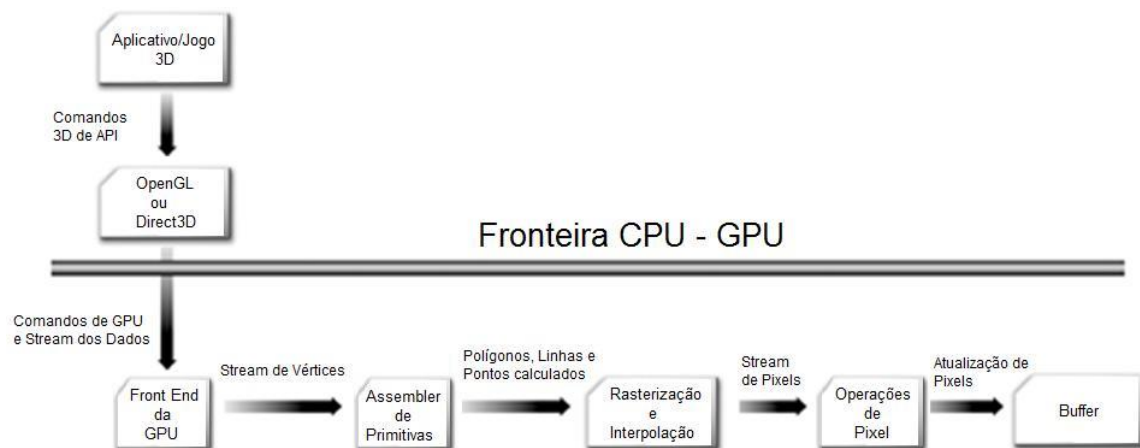 Aplicativo/Jogo
3D
Comandos
3D de API
OpenGL
ou
Direct3D
Fronteira CPU - GPU
Comandos de GPU
e Stream dos Dados
Front End
da
GPU
Stream de Vértices
Assembler
de
Primitivas
Polígonos, Linhas e
Pontos calculados
Rasterização
e
Interpolação
Stream
de Pixels
Operações
de
Pixel
Atualização de
Pixels
Buffer